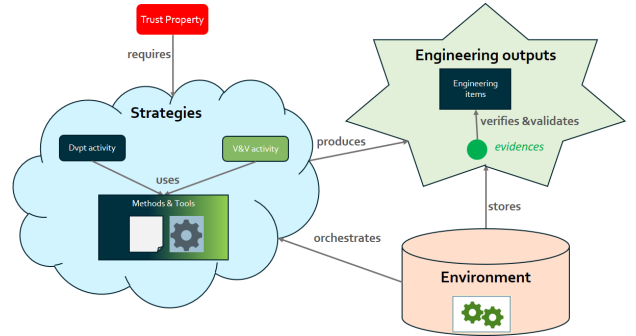 Trust Property
requires
Strategies
Dvpt activity
V&V activity
uses
Methods & Tools
produces
Engineering outputs
Engineering
items
verifies &validates
evidences
stores
orchestrates
Environment